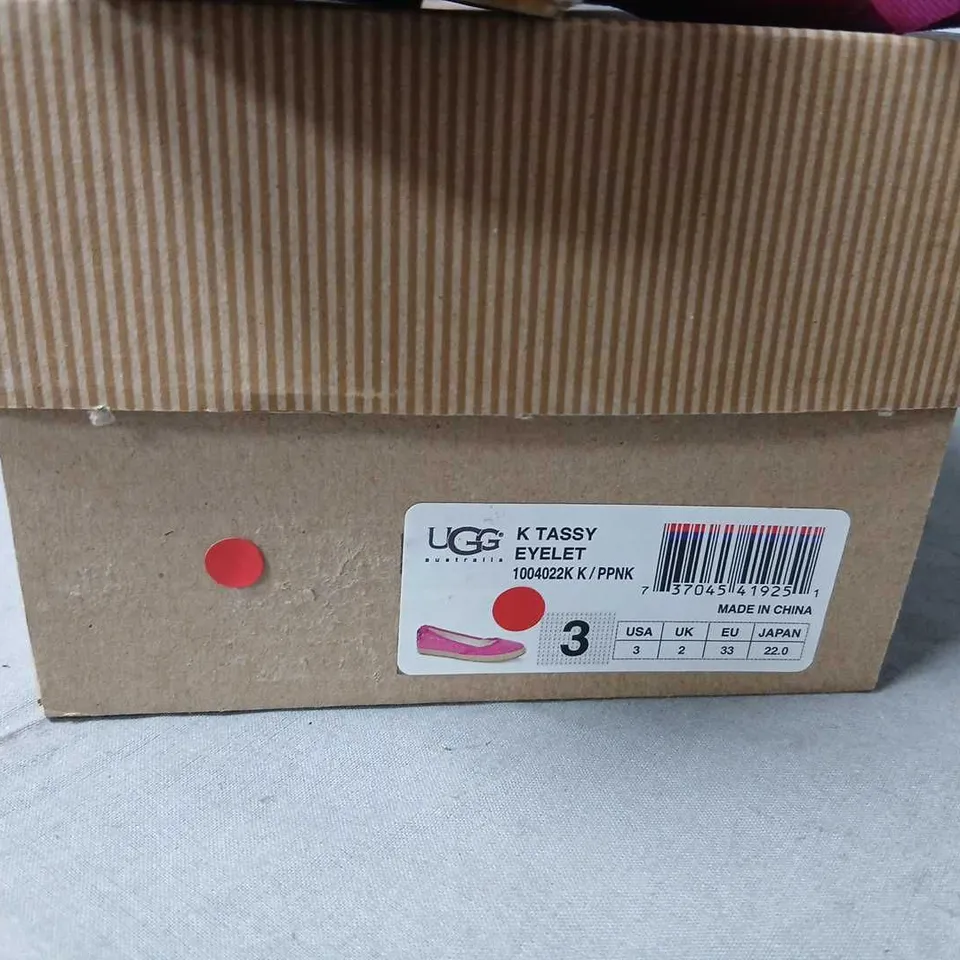 UGG® K TASSY
australia EYELET
1004022K K / PPNK
7 37045 41925 1
MADE IN CHINA
3
USA UK EU JAPAN
3 2 33 22.0